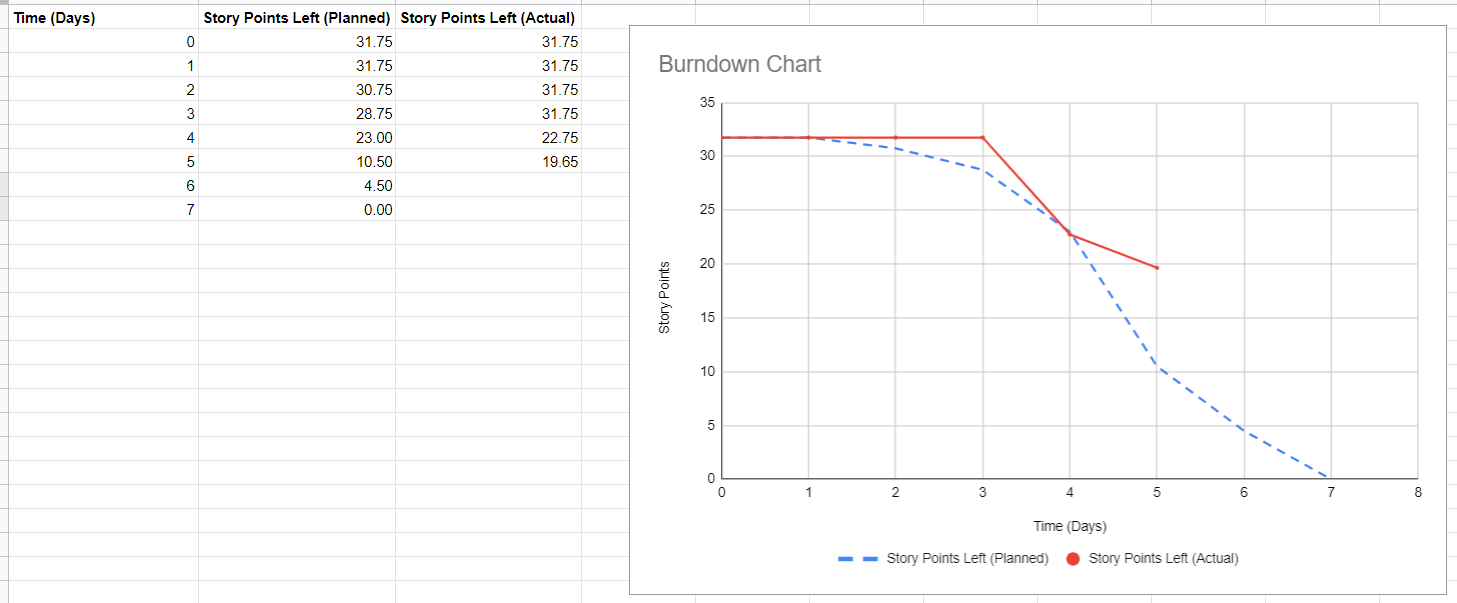 Time (Days) Story Points Left (Planned) Story Points Left (Actual)
0 31.75 31.75
1 31.75 31.75
2 30.75 31.75
3 28.75 31.75
4 23.00 22.75
5 10.50 19.65
6 4.50
7 0.00
Burndown Chart
35
30
25
20
15
10
5
0
Story Points
0 1 2 3 4 5 6 7 8
Time (Days)
Story Points Left (Planned) Story Points Left (Actual)